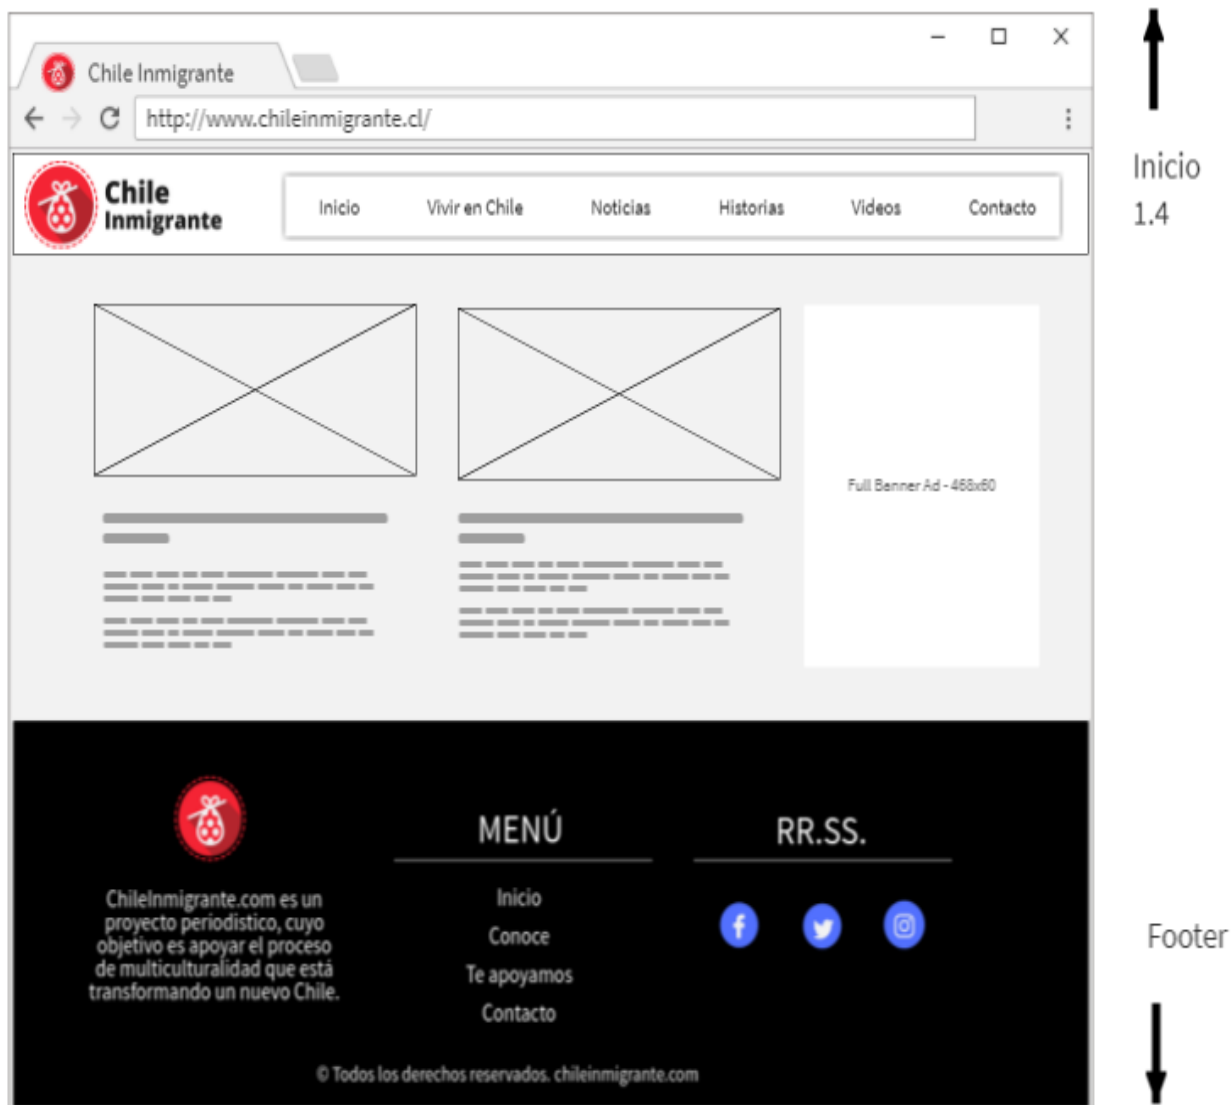 Chile Inmigrante
http://www.chileinmigrante.cl/
Chile
Inmigrante
Inicio
Vivir en Chile
Noticias
Historias
Videos
Contacto
Inicio
1.4
Full Banner Ad - 468x60
ChileInmigrante.com es un
proyecto periodistico, cuyo
objetivo es apoyar el proceso
de multiculturalidad que está
transformando un nuevo Chile.
MENÚ
Inicio
Conoce
Te apoyamos
Contacto
RR.SS.
Footer
© Todos los derechos reservados. chileinmigrante.com